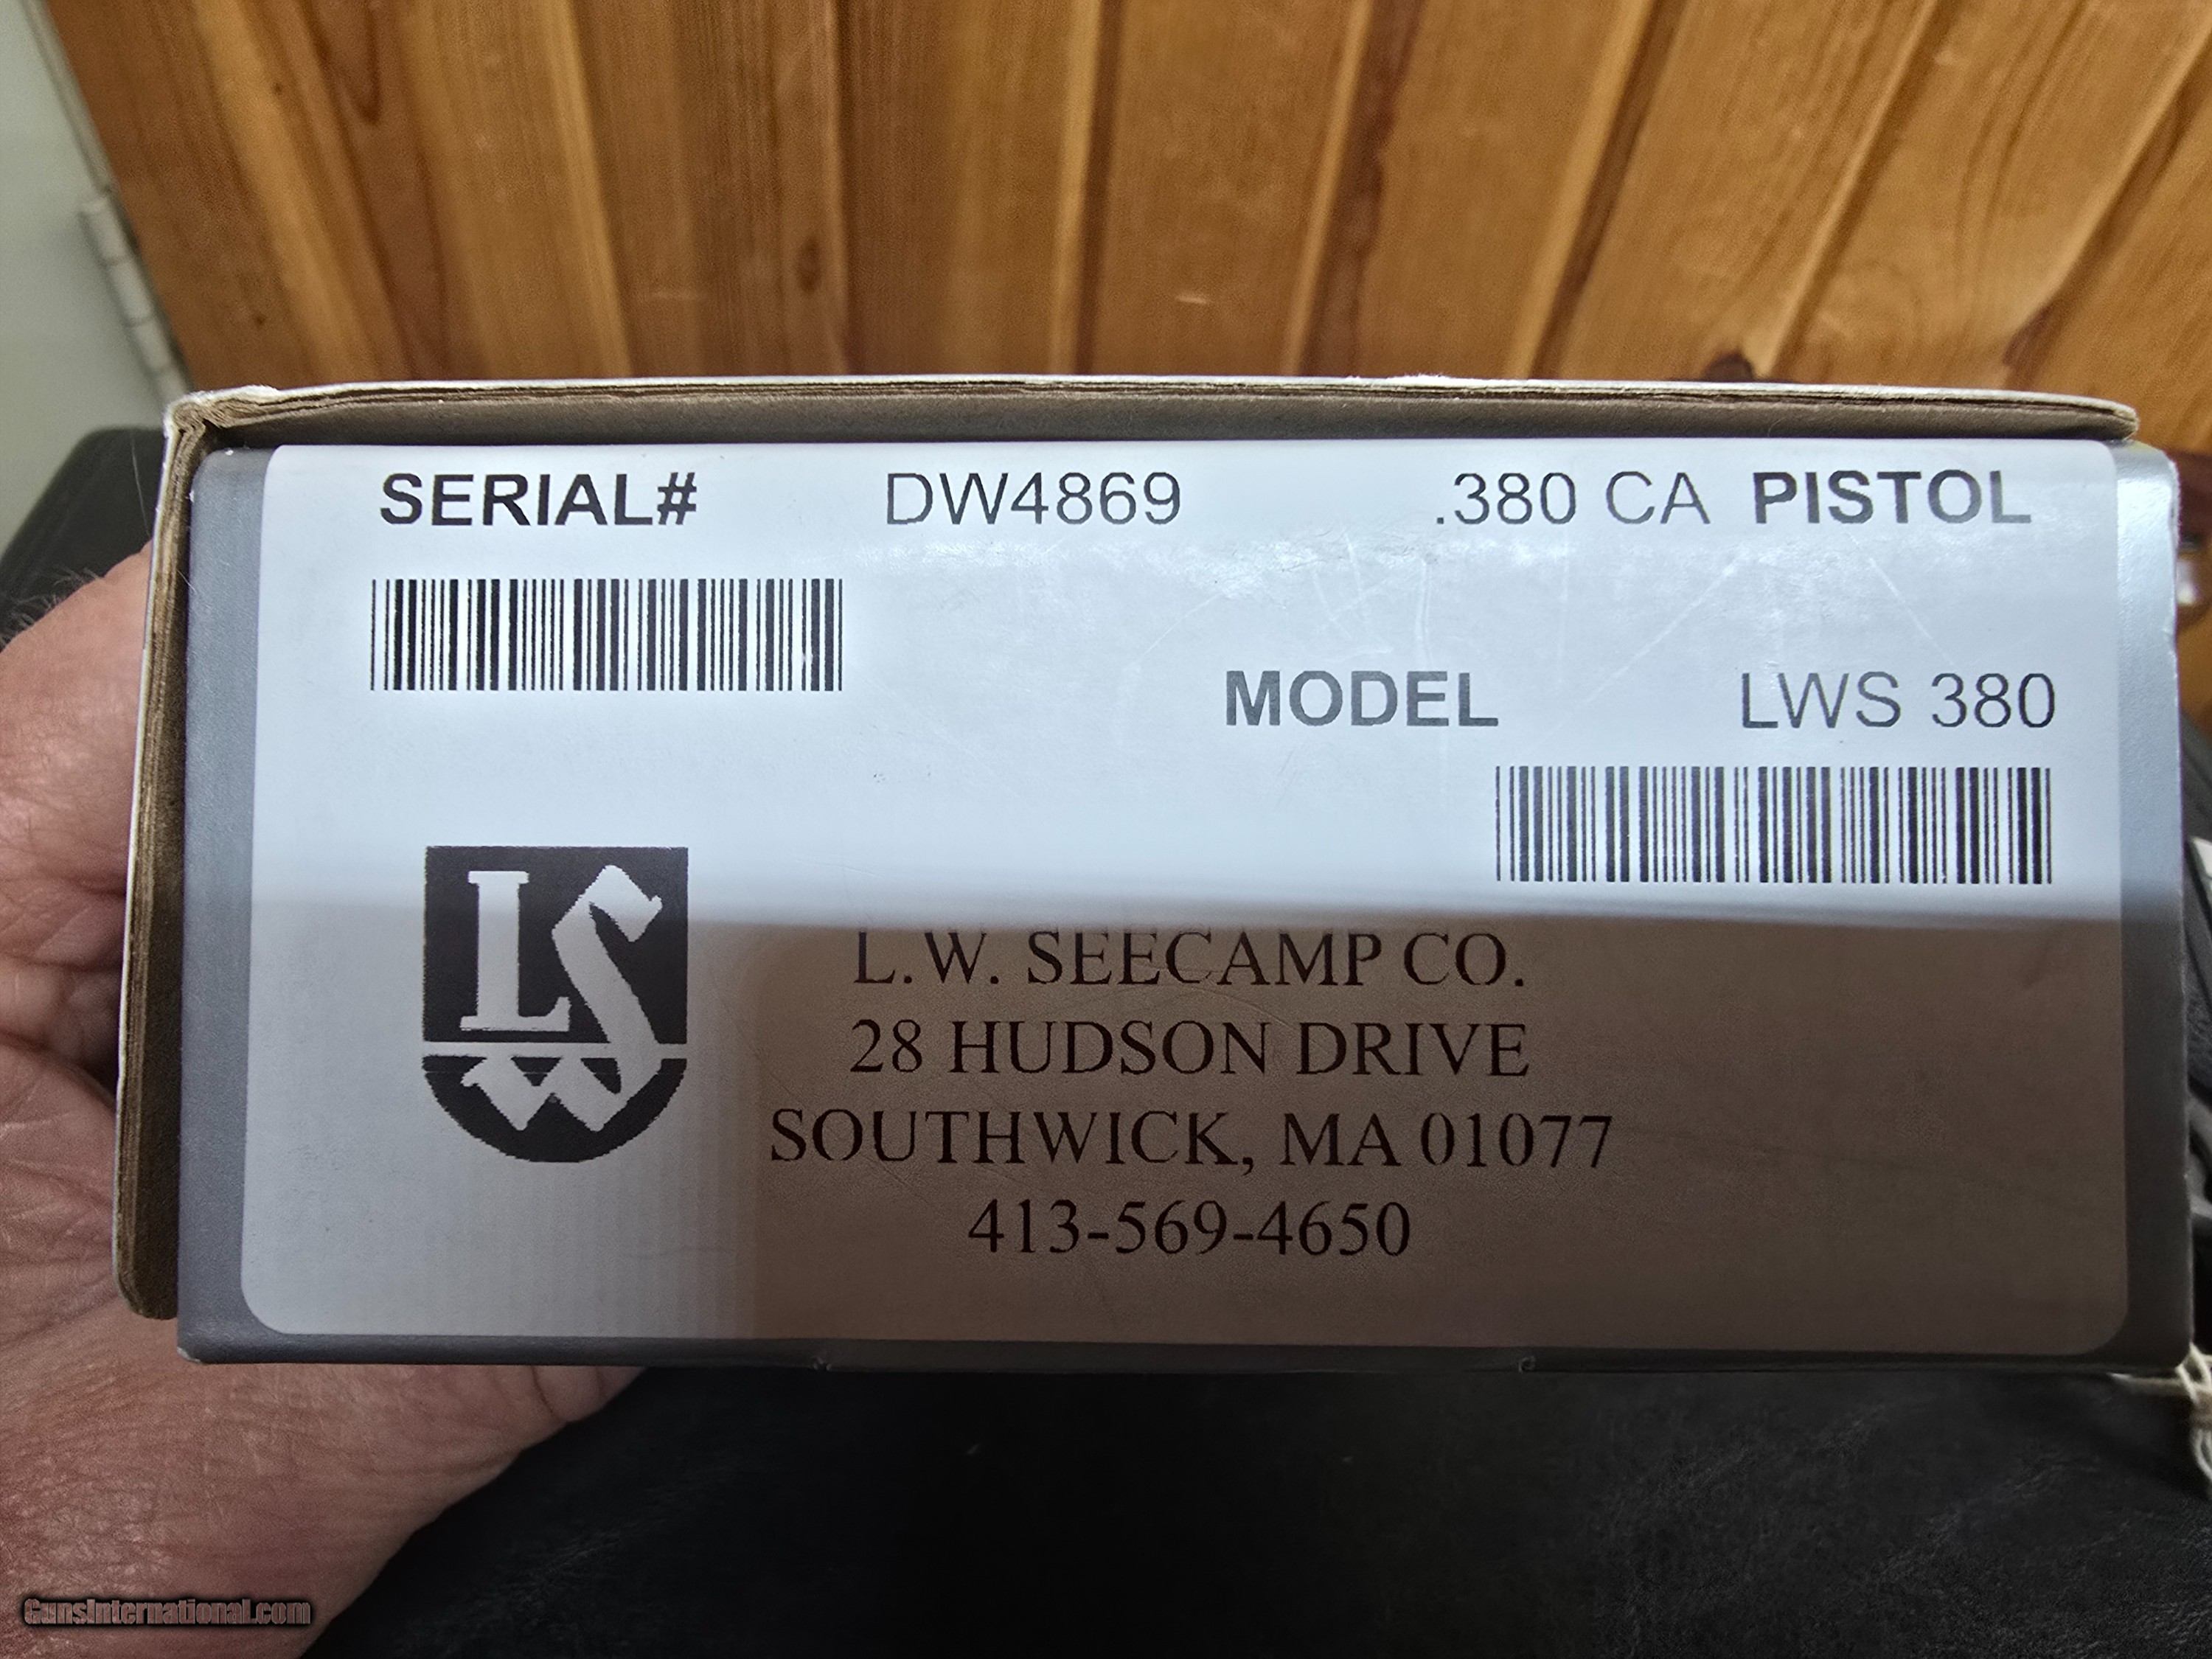 SERIAL# DW4869 .380 CA PISTOL
MODEL LWS 380
LWS
L.W. SEECAMP CO.
28 HUDSON DRIVE
SOUTHWICK, MA 01077
413-569-4650
GunsInternational.com